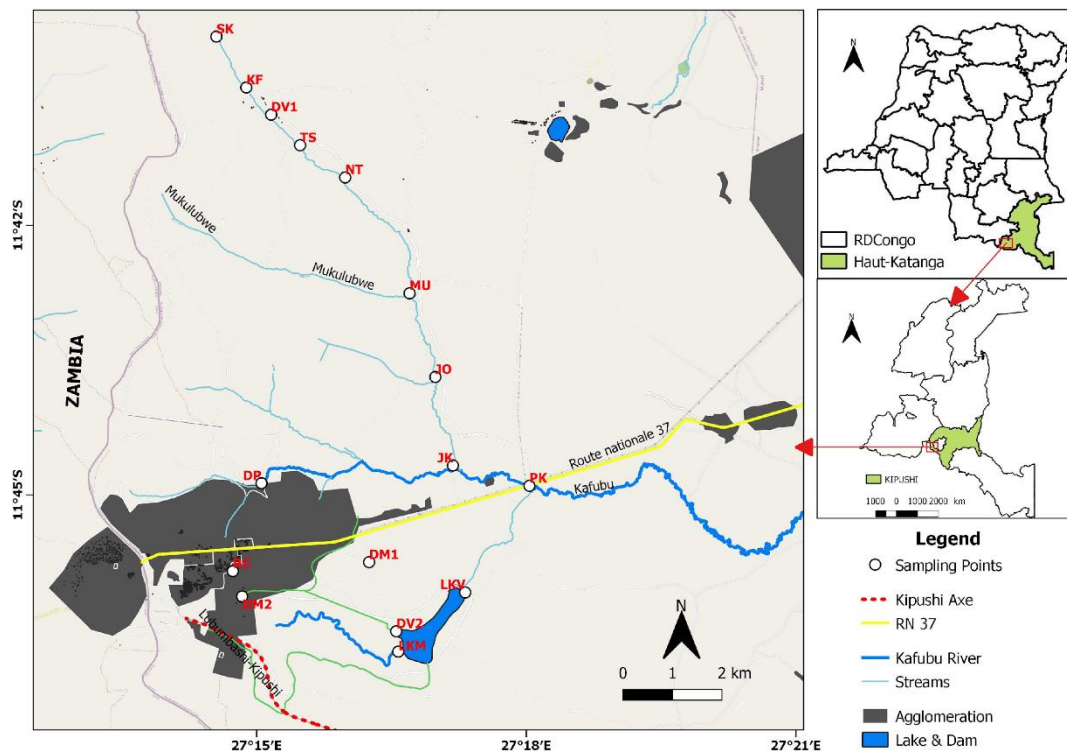 SK
KF
DV1
TS
NT
Mukulubwe
Mukulubwe
MU
JO
ZAMBIA
Route nationale 37
JK
DP
PK
Kafubu
DM1
DM2
LKV
DV2
LKM
Lubumbashi-Kipushi
N
0 1 2 km
11°42'S
11°45'S
27°15'E
27°18'E
27°21'E
N
RDCongo
Haut-Katanga
N
KIPUSHI
1000 0 1000 2000 km
Legend
Sampling Points
Kipushi Axe
RN 37
Kafubu River
Streams
Agglomeration
Lake & Dam